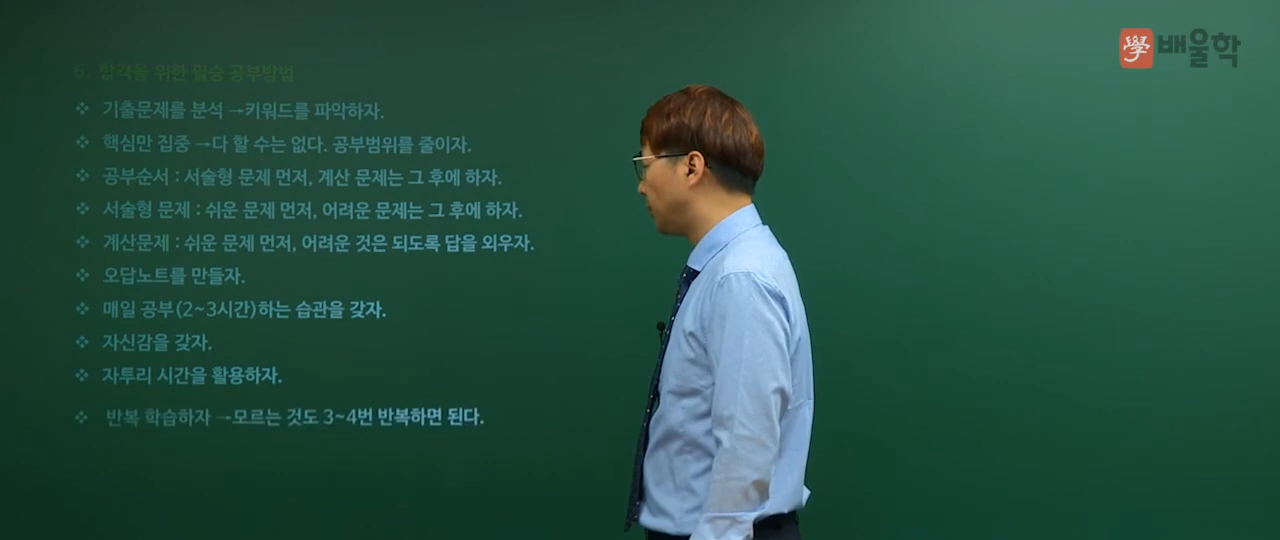 學배울학
6. 합격을 위한 필승 공부방법
❖ 기출문제를 분석 →키워드를 파악하자.
❖ 핵심만 집중 →다 할 수는 없다. 공부범위를 줄이자.
❖ 공부순서 : 서술형 문제 먼저, 계산 문제는 그 후에 하자.
❖ 서술형 문제 : 쉬운 문제 먼저, 어려운 문제는 그 후에 하자.
❖ 계산문제 : 쉬운 문제 먼저, 어려운 것은 되도록 답을 외우자.
❖ 오답노트를 만들자.
❖ 매일 공부(2~3시간)하는 습관을 갖자.
❖ 자신감을 갖자.
❖ 자투리 시간을 활용하자.
❖ 반복 학습하자 →모르는 것도 3~4번 반복하면 된다.